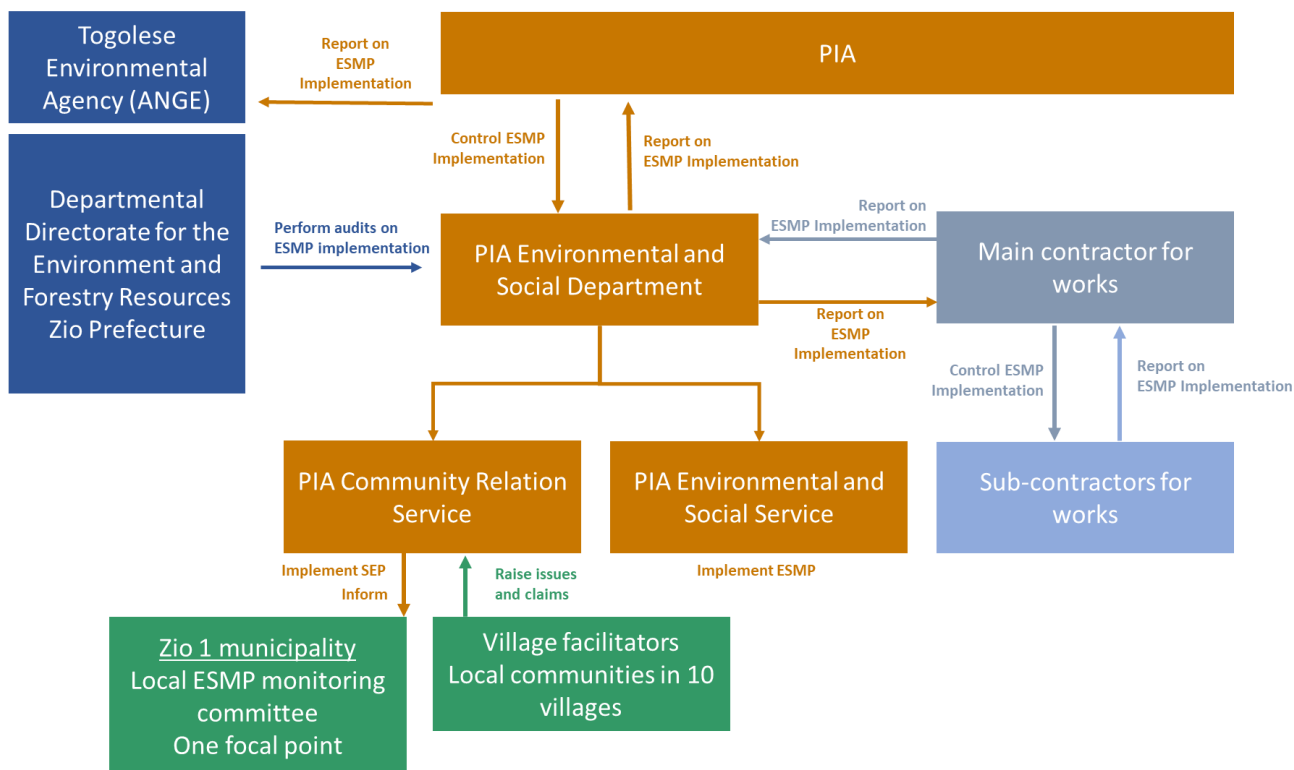 Togolese
Environmental
Agency (ANGE)
Report on
ESMP
Implementation
PIA
Control ESMP
Implementation
Report on
ESMP Implementation
Departmental
Directorate for the
Environment and
Forestry Resources
Zio Prefecture
Perform audits on
ESMP implementation
PIA Environmental and
Social Department
Report on
ESMP Implementation
Main contractor for
works
Report on
ESMP
Implementation
Control ESMP
Implementation
Report on
ESMP Implementation
PIA Community Relation
Service
PIA Environmental and
Social Service
Sub-contractors for
works
Implement SEP
Inform
Raise issues
and claims
Implement ESMP
Zio 1 municipality
Local ESMP monitoring
committee
One focal point
Village facilitators
Local communities in 10
villages